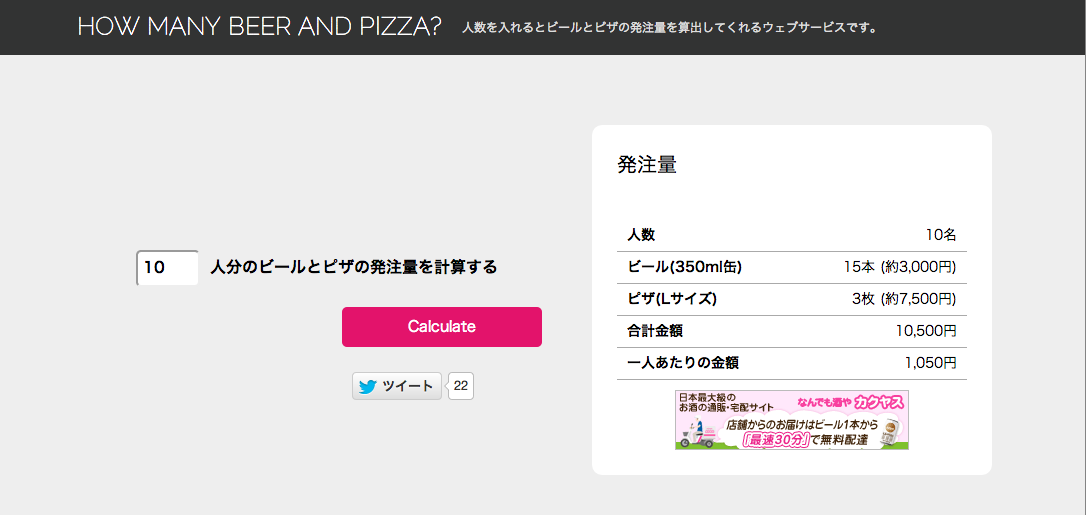 HOW MANY BEER AND PIZZA?
人数を入れるとビールとピザの発注量を算出してくれるウェブサービスです。
10 人分のビールとピザの発注量を計算する
Calculate
ツイート 22
発注量
人数 10名
ビール(350ml缶) 15本 (約3,000円)
ピザ(Lサイズ) 3枚 (約7,500円)
合計金額 10,500円
一人あたりの金額 1,050円
日本最大級の
お酒の通販・宅配サイト
なんでも酒や カクヤス
店舗からのお届けはビール1本から
「最速30分」で無料配達